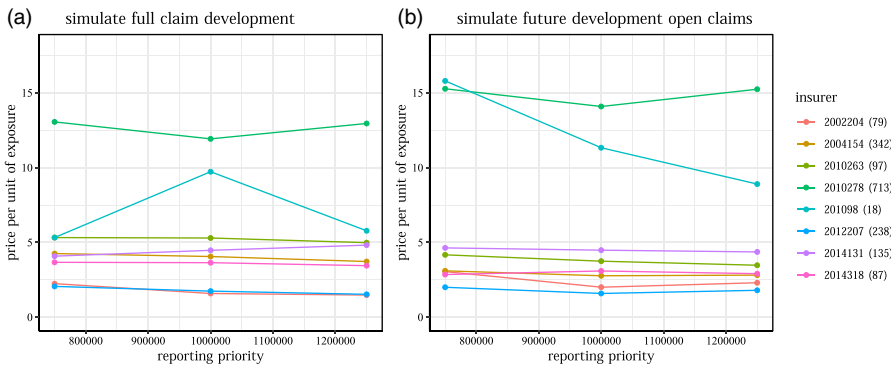 (a) simulate full claim development
(b) simulate future development open claims
price per unit of exposure
15
10
5
0
800000 900000 1000000 1100000 1200000
reporting priority
price per unit of exposure
15
10
5
0
800000 900000 1000000 1100000 1200000
reporting priority
insurer
2002204 (79)
2004154 (342)
2010263 (97)
2010278 (713)
201098 (18)
2012207 (238)
2014131 (135)
2014318 (87)